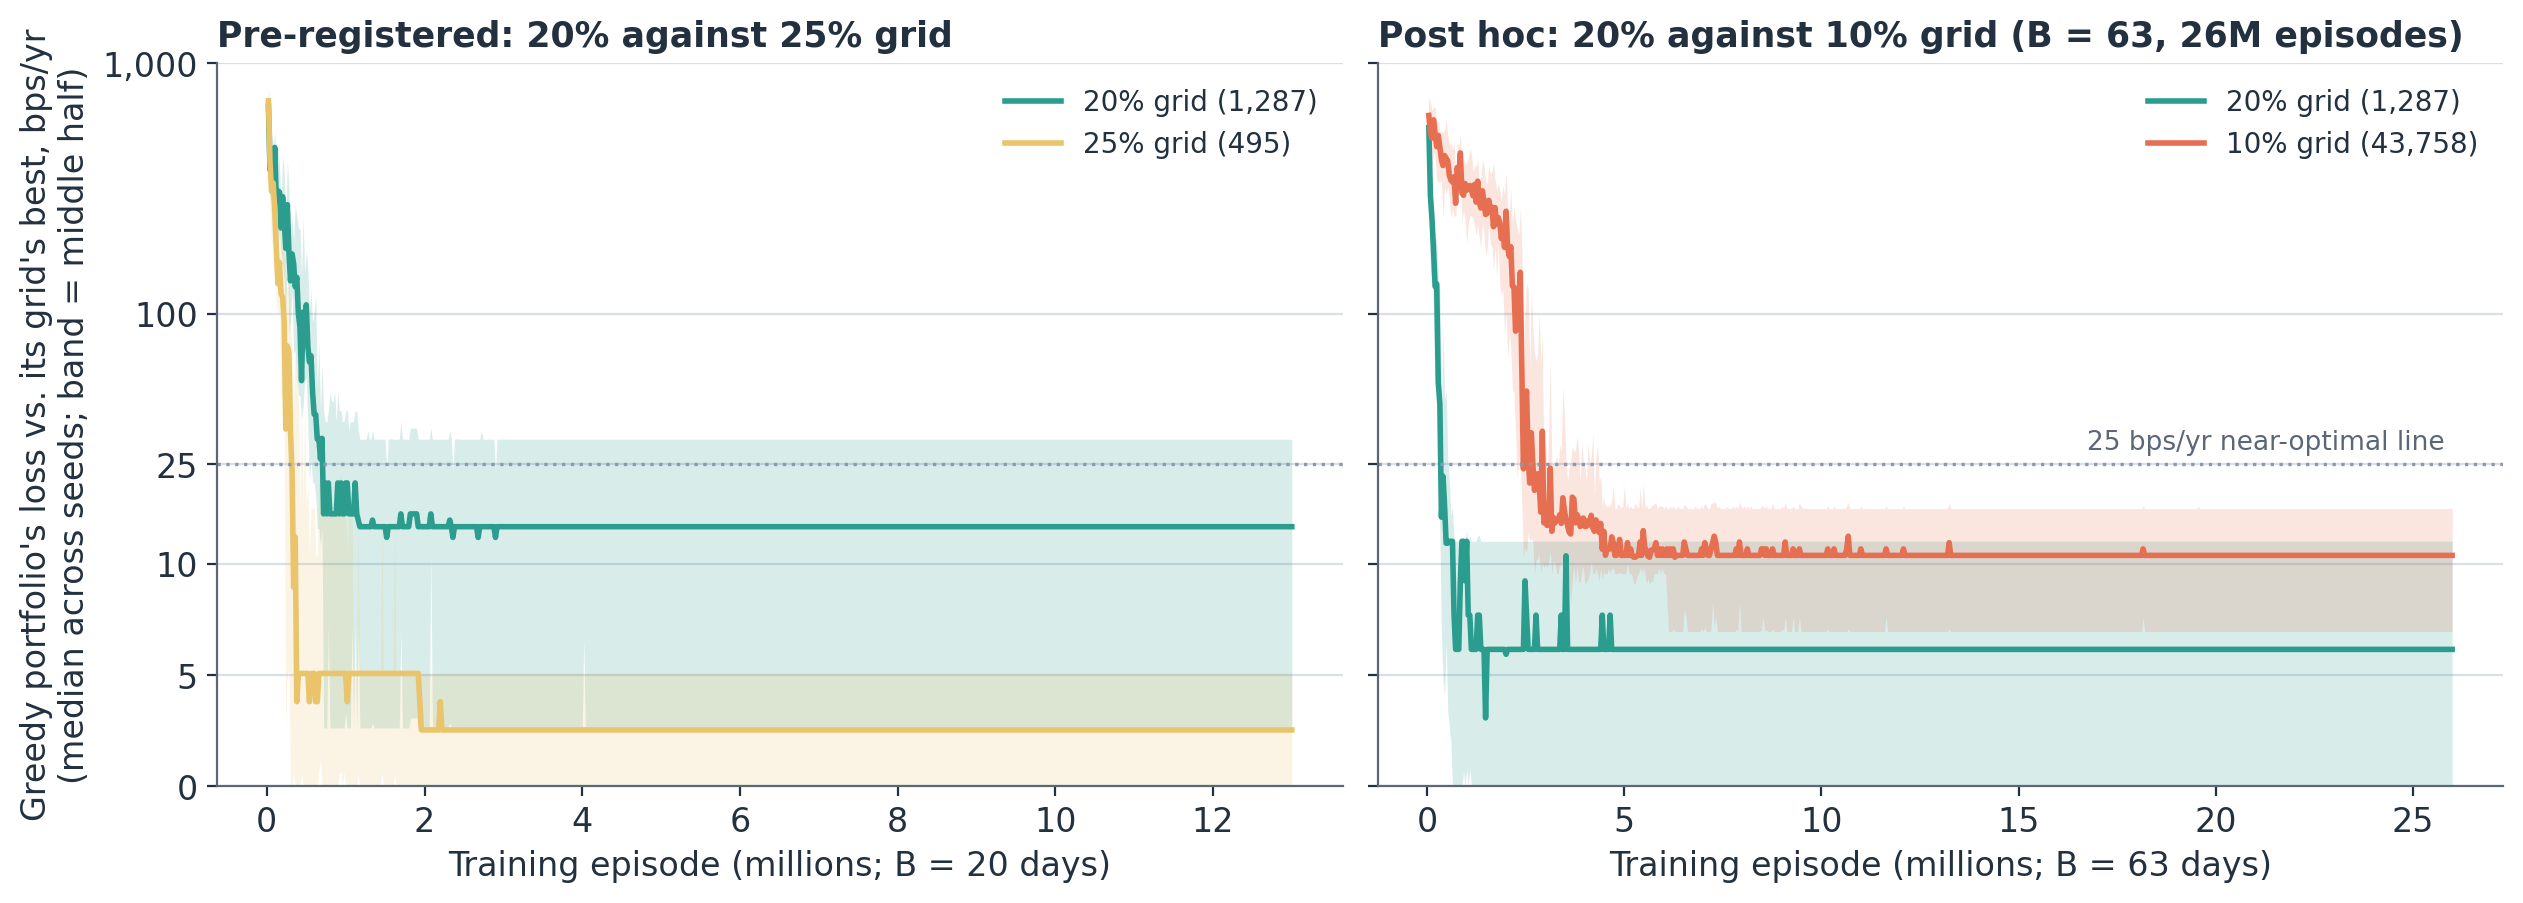 Pre-registered: 20% against 25% grid
Greedy portfolio's loss vs. its grid's best, bps/yr
(median across seeds; band = middle half)
1,000
100
25
10
5
0
20% grid (1,287)
25% grid (495)
0 2 4 6 8 10 12
Training episode (millions; B = 20 days)
Post hoc: 20% against 10% grid (B = 63, 26M episodes)
20% grid (1,287)
10% grid (43,758)
25 bps/yr near-optimal line
0 5 10 15 20 25
Training episode (millions; B = 63 days)